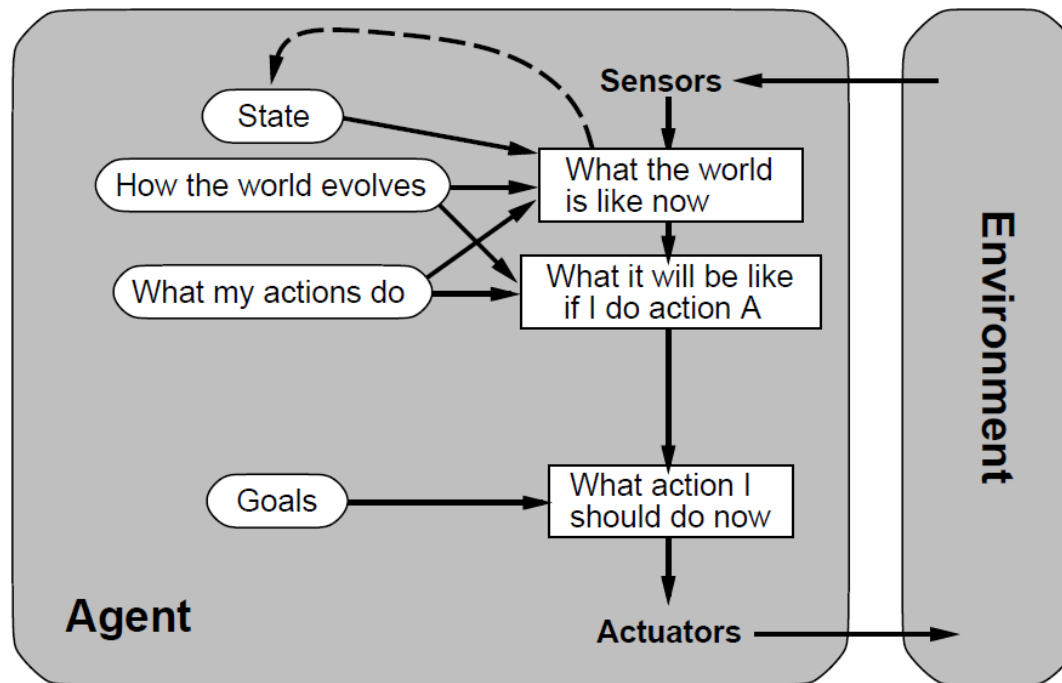 Sensors
State
What the world
is like now
How the world evolves
What it will be like
if I do action A
What my actions do
Environment
Goals
What action I
should do now
Agent
Actuators